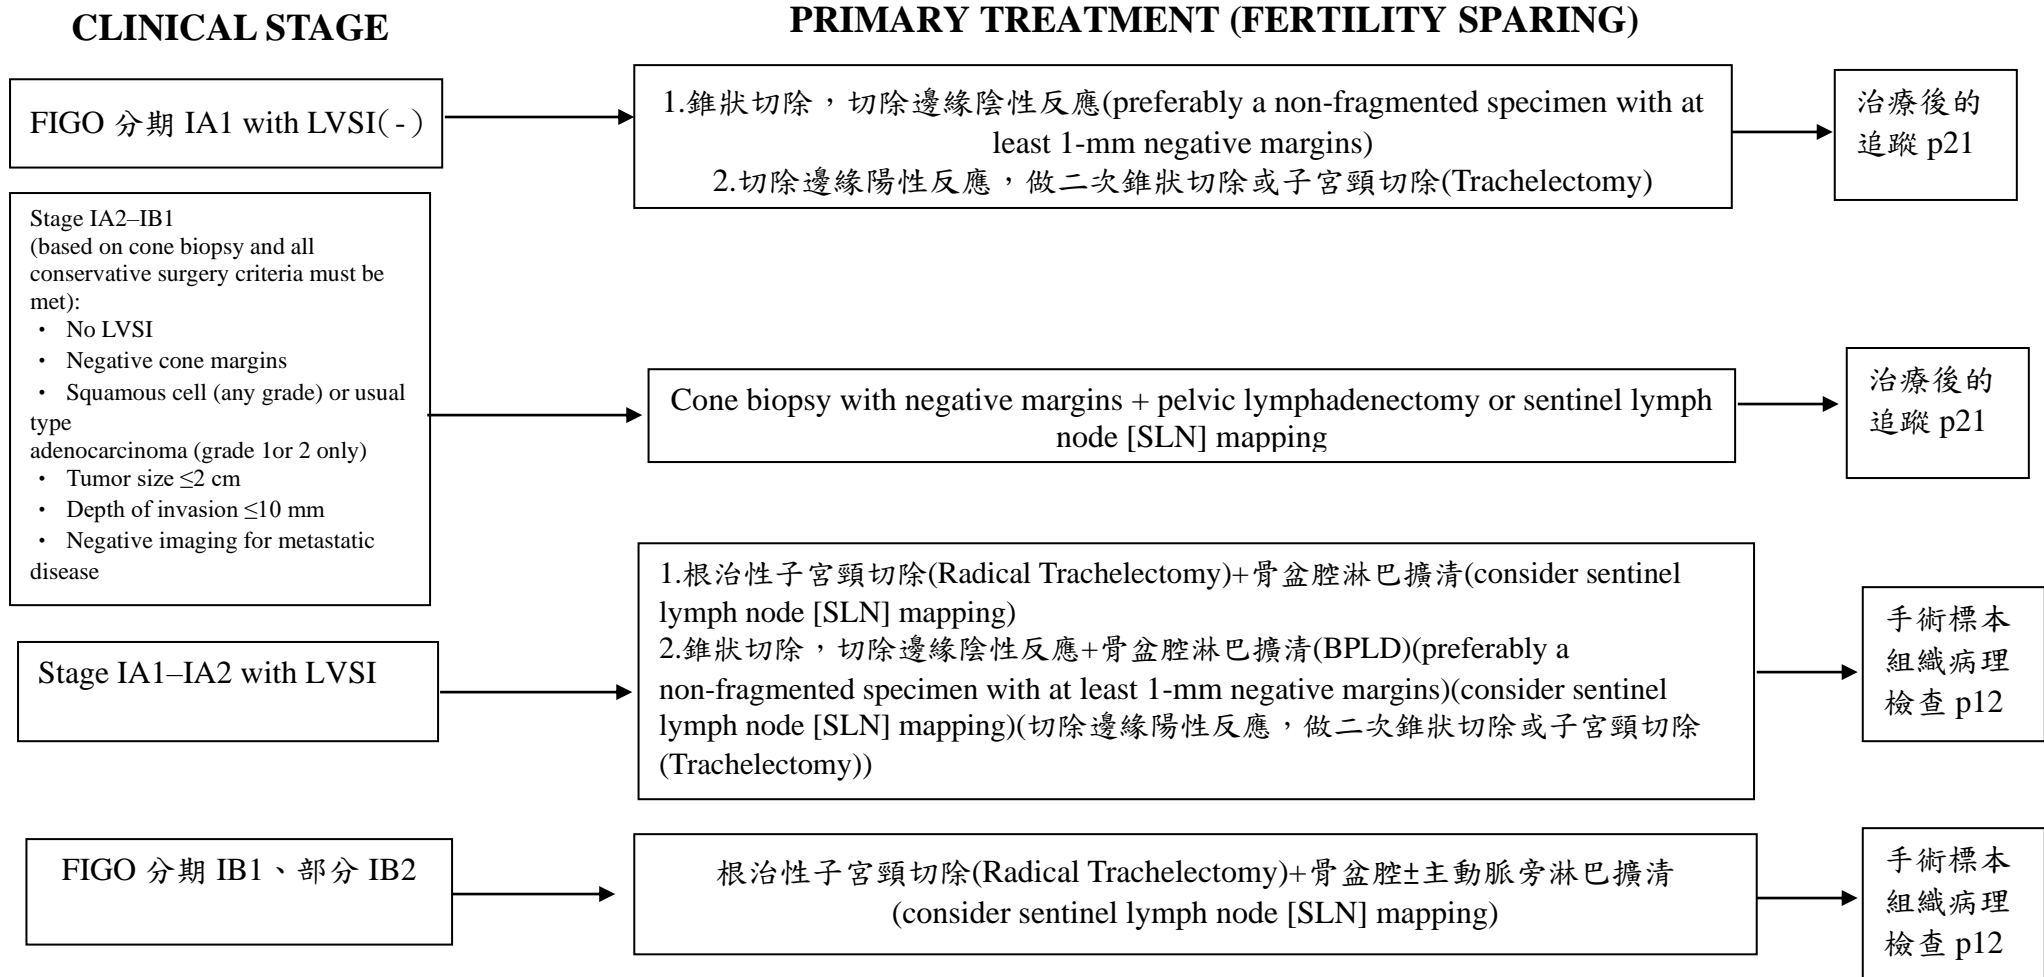 CLINICAL STAGE
PRIMARY TREATMENT (FERTILITY SPARING)
FIGO 分期 IA1 with LVSI(-)
1.錐狀切除，切除邊緣陰性反應(preferably a non-fragmented specimen with at
least 1-mm negative margins)
2.切除邊緣陽性反應，做二次錐狀切除或子宮頸切除(Trachelectomy)
治療後的
追蹤 p21
Stage IA2–IB1
(based on cone biopsy and all
conservative surgery criteria must be
met):
• No LVSI
• Negative cone margins
• Squamous cell (any grade) or usual
type
adenocarcinoma (grade 1or 2 only)
• Tumor size ≤2 cm
• Depth of invasion ≤10 mm
• Negative imaging for metastatic
disease
Cone biopsy with negative margins + pelvic lymphadenectomy or sentinel lymph
node [SLN] mapping
治療後的
追蹤 p21
Stage IA1–IA2 with LVSI
1.根治性子宮頸切除(Radical Trachelectomy)+骨盆腔淋巴擴清(consider sentinel
lymph node [SLN] mapping)
2.錐狀切除，切除邊緣陰性反應+骨盆腔淋巴擴清(BPLD)(preferably a
non-fragmented specimen with at least 1-mm negative margins)(consider sentinel
lymph node [SLN] mapping)(切除邊緣陽性反應，做二次錐狀切除或子宮頸切除
(Trachelectomy))
手術標本
組織病理
檢查 p12
FIGO 分期 IB1、部分 IB2
根治性子宮頸切除(Radical Trachelectomy)+骨盆腔±主動脈旁淋巴擴清
(consider sentinel lymph node [SLN] mapping)
手術標本
組織病理
檢查 p12